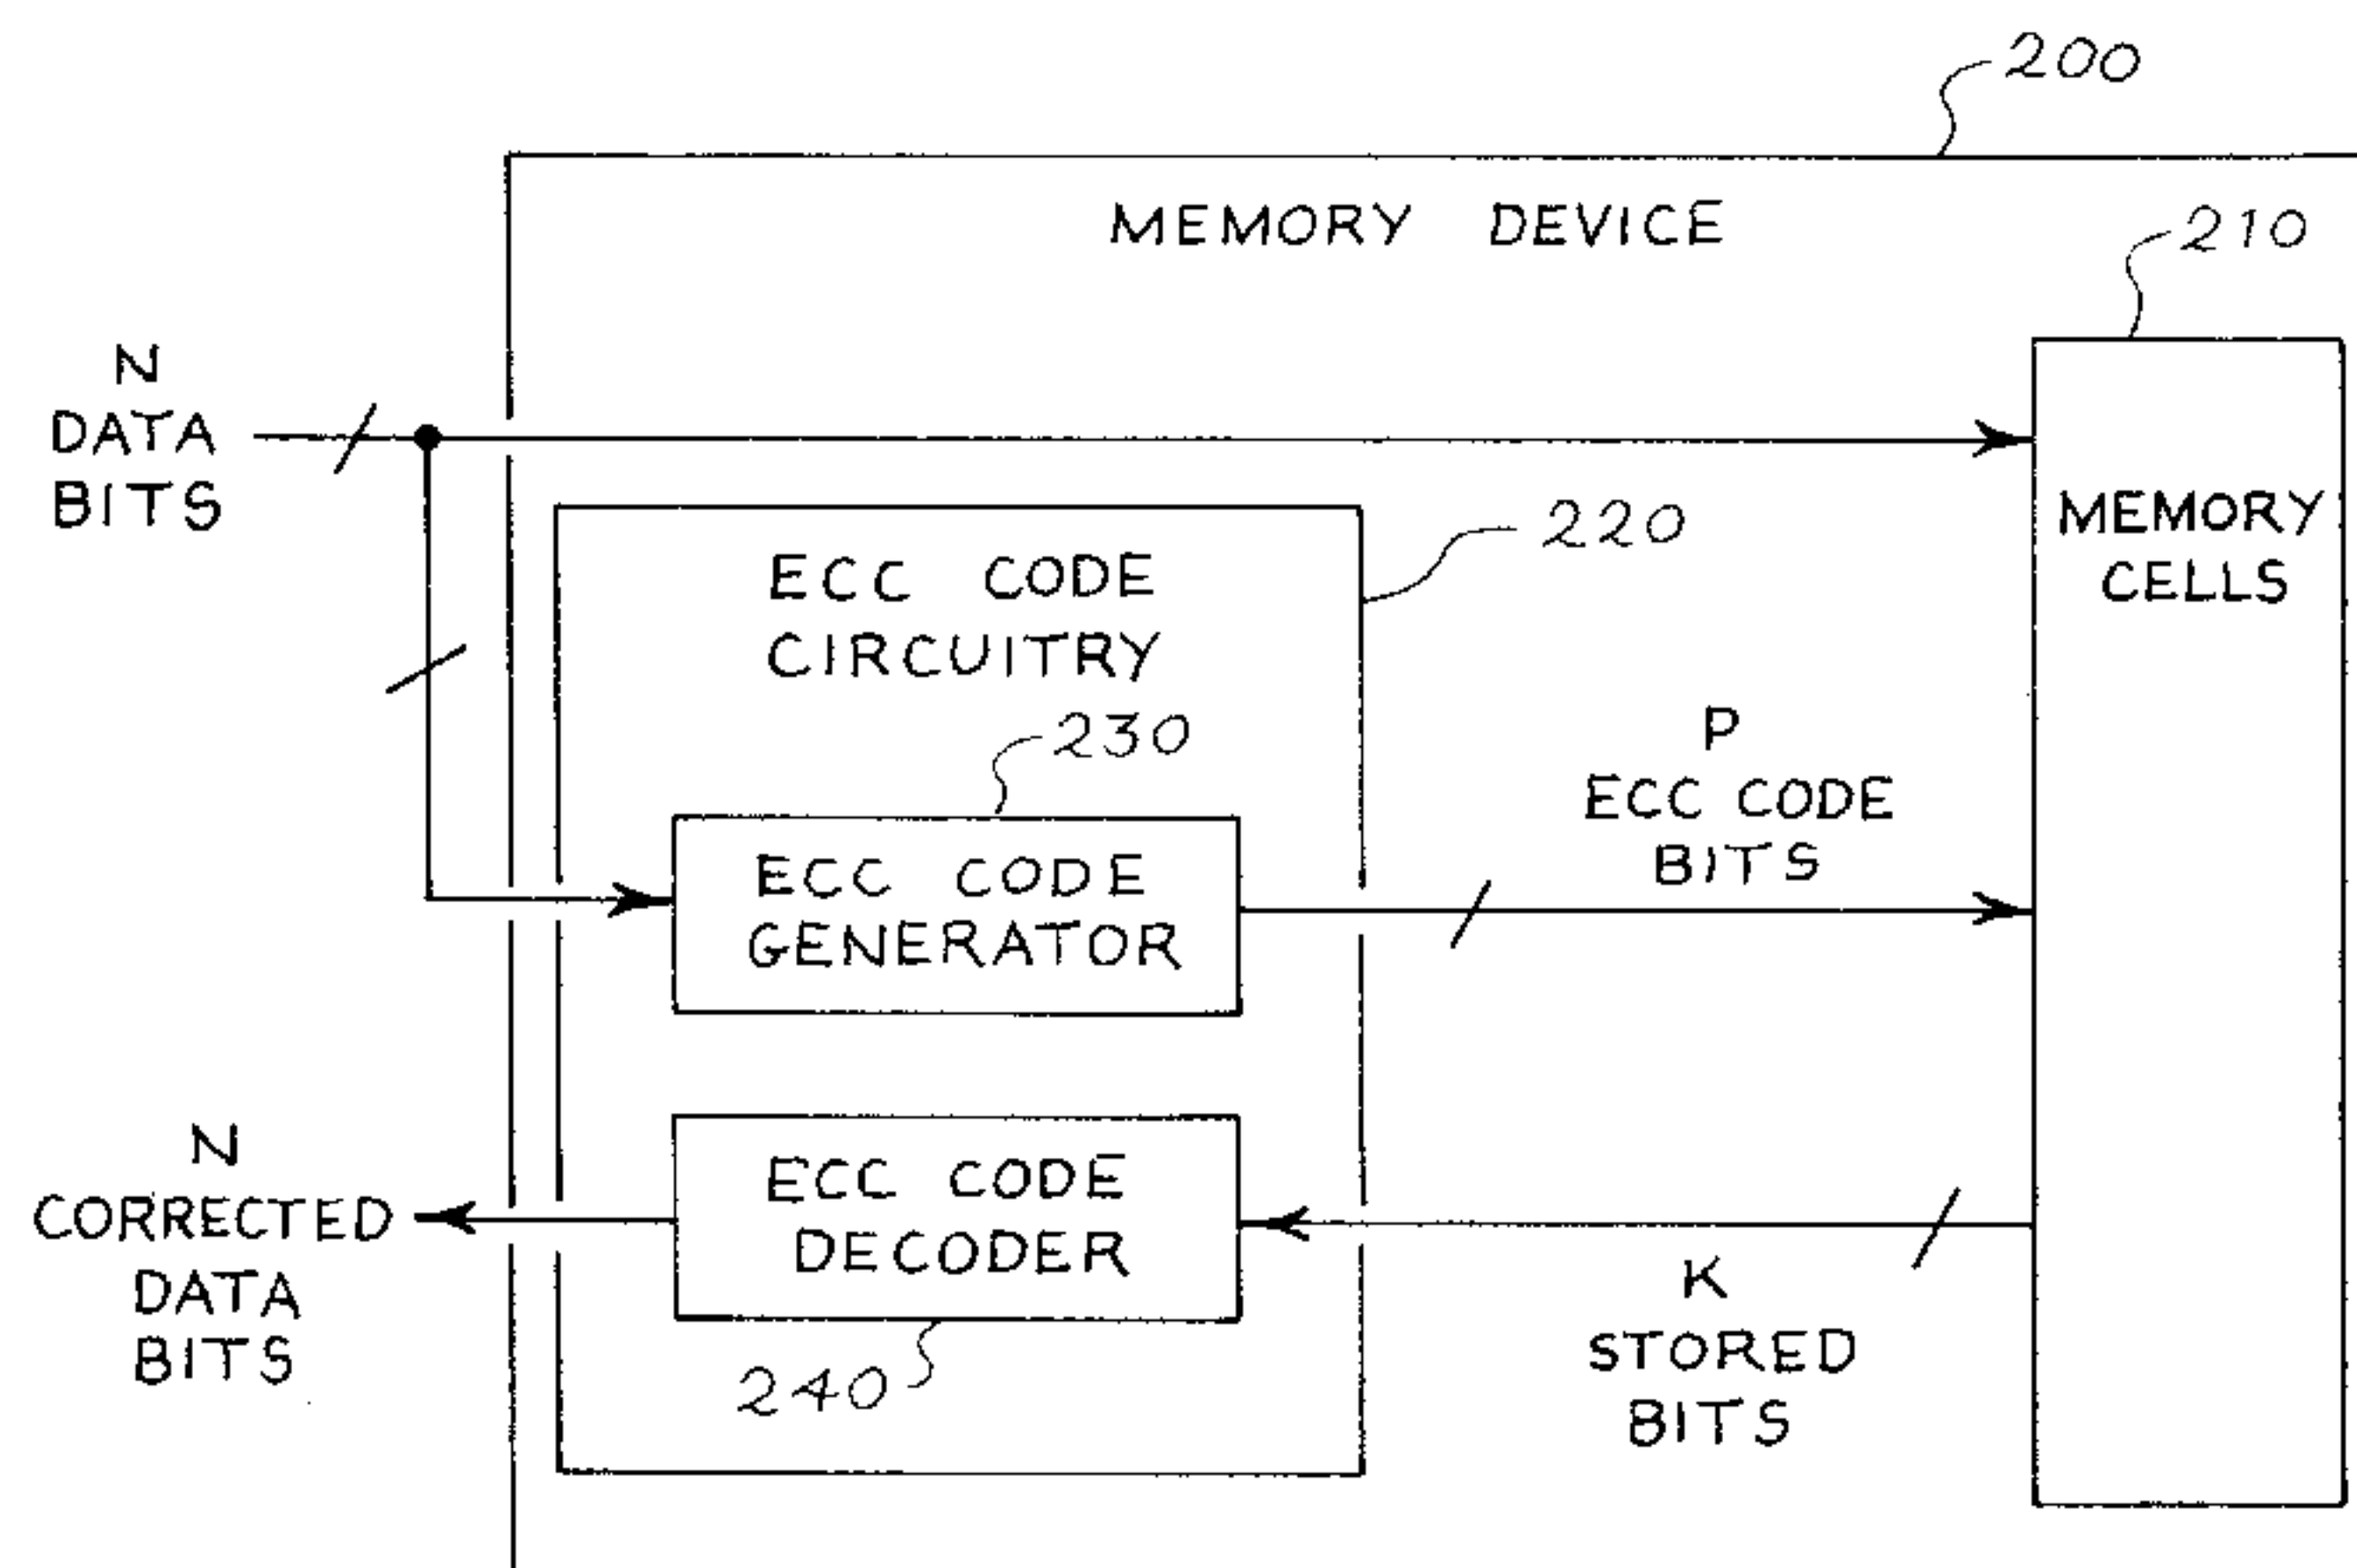 200
MEMORY DEVICE
210
N
DATA
BITS
MEMORY
CELLS
220
ECC CODE
CIRCUITRY
230
P
ECC CODE
BITS
ECC CODE
GENERATOR
N
CORRECTED
DATA
BITS
ECC CODE
DECODER
240
K
STORED
BITS